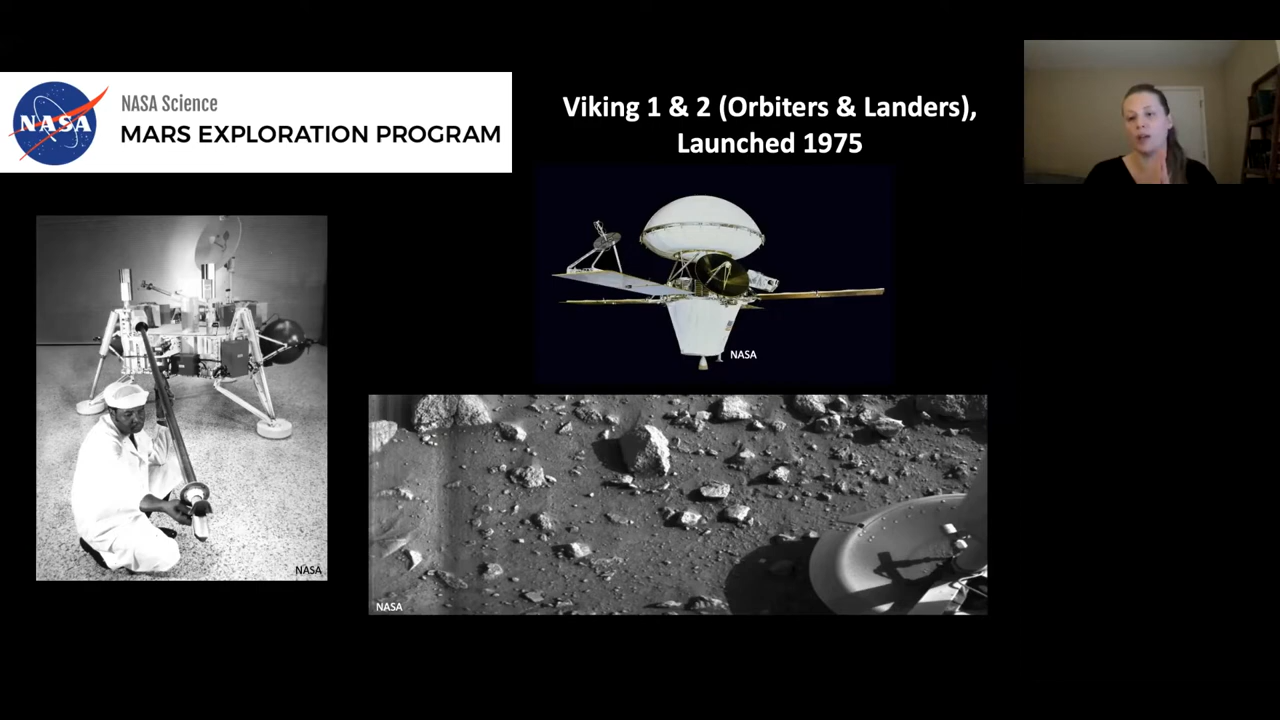 NASA
NASA Science
MARS EXPLORATION PROGRAM
Viking 1 & 2 (Orbiters & Landers),
Launched 1975
NASA
NASA
NASA